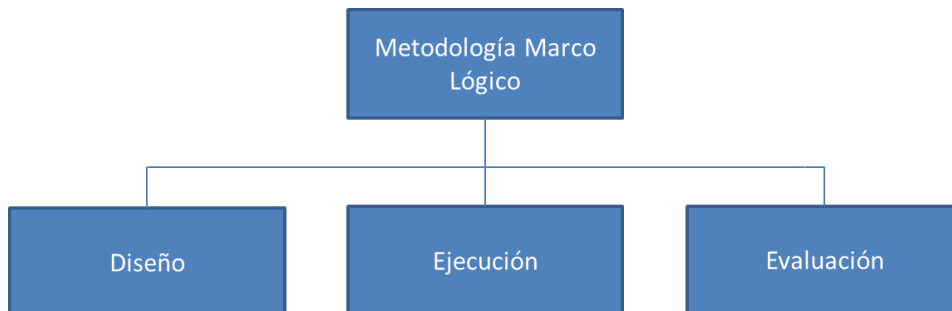 Metodología Marco
Lógico
Diseño
Ejecución
Evaluación